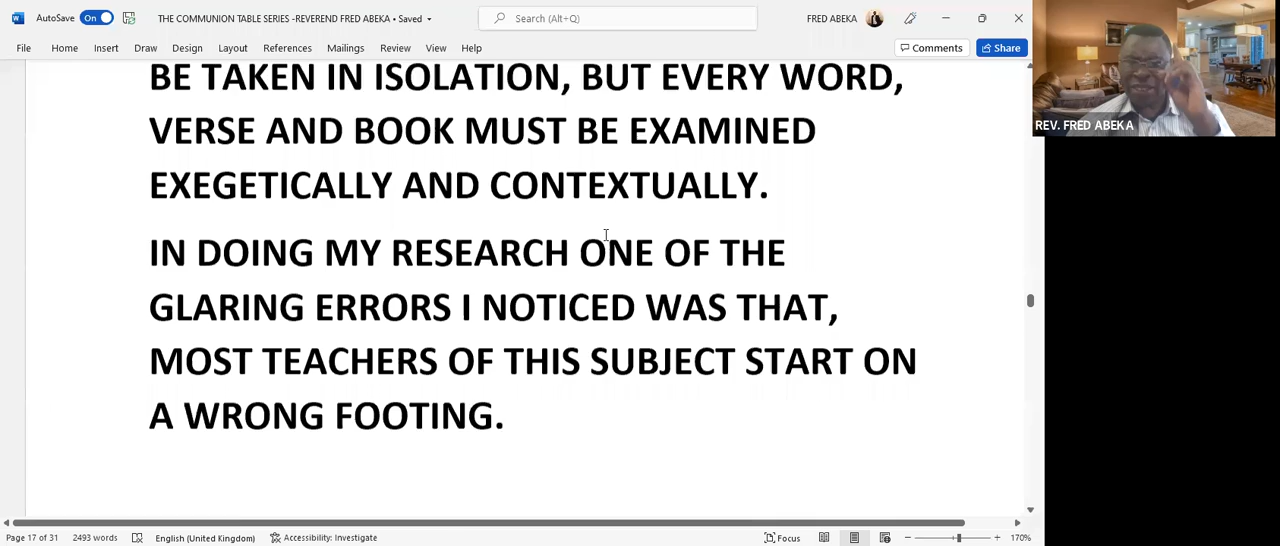 AutoSave On THE COMMUNION TABLE SERIES -REVEREND FRED ABEKA • Saved Search (Alt+Q) FRED ABEKA
File Home Insert Draw Design Layout References Mailings Review View Help Comments Share
BE TAKEN IN ISOLATION, BUT EVERY WORD,
VERSE AND BOOK MUST BE EXAMINED
EXEGETICALLY AND CONTEXTUALLY.
IN DOING MY RESEARCH ONE OF THE
GLARING ERRORS I NOTICED WAS THAT,
MOST TEACHERS OF THIS SUBJECT START ON
A WRONG FOOTING.
REV. FRED ABEKA
Page 17 of 31 2493 words English (United Kingdom) Accessibility: Investigate Focus 170%